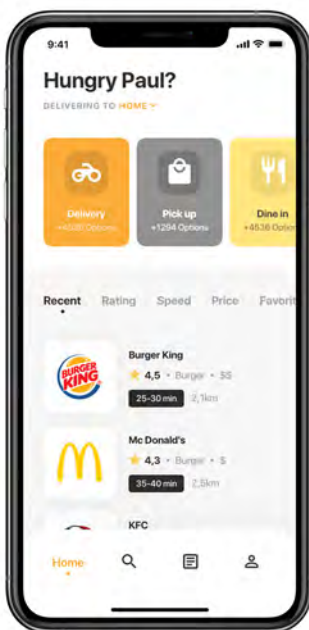 9:41
Hungry Paul?
DELIVERING TO HOME
Delivery
Pick up
Dine in
Options
+1294 Options
+4536 Options
Recent Rating Speed Price Favorit
BURGER KING
Burger King
4,5 • Burger • $$
25-30 min 2,1km
Mc Donald's
4,3 • Burger • $
35-40 min 2,5km
KFC
Home